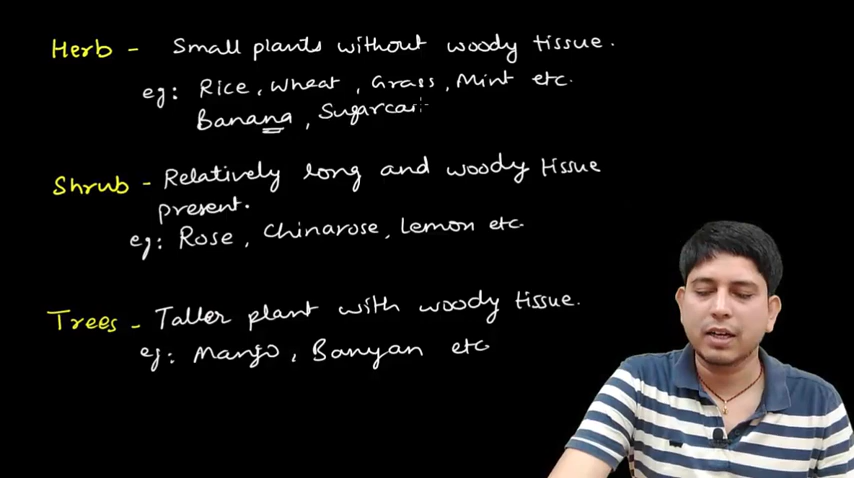 Herb - Small plants without woody tissue.
eg: Rice, Wheat, Grass, Mint etc.
Banana, Sugarcan
Shrub - Relatively long and woody tissue
present.
eg: Rose, Chinarose, Lemon etc
Trees - Taller plant with woody tissue.
eg: Mango, Banyan etc